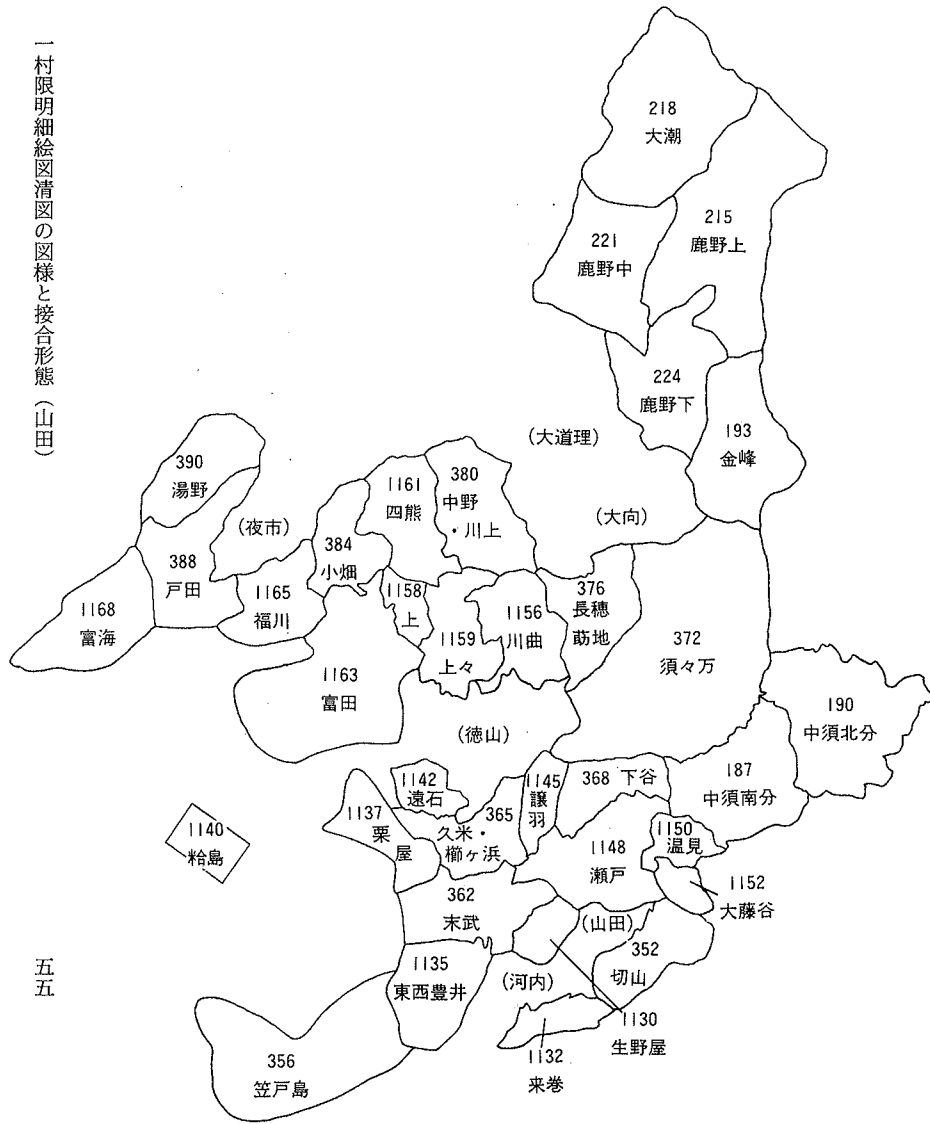 一村限明細絵図清図の図様と接合形態(山田)
五五
218
大潮
215
鹿野上
221
鹿野中
224
鹿野下
193
金峰
(大道理)
(大向)
390
湯野
(夜市)
384
小畑
1161
四熊
380
中野
・川上
388
戸田
1168
富海
1165
福川
1158
上
1159
上々
1156
川曲
376
長穂
莇地
372
須々万
1163
富田
(徳山)
190
中須北分
187
中須南分
1142
遠石
1145
譲羽
368 下谷
1137
栗
屋
365
久米・
櫛ヶ浜
1140
粭島
1148
瀬戸
1150
温見
1152
大藤谷
362
末武
(山田)
352
切山
1135
東西豊井
(河内)
1130
生野屋
1132
来巻
356
笠戸島